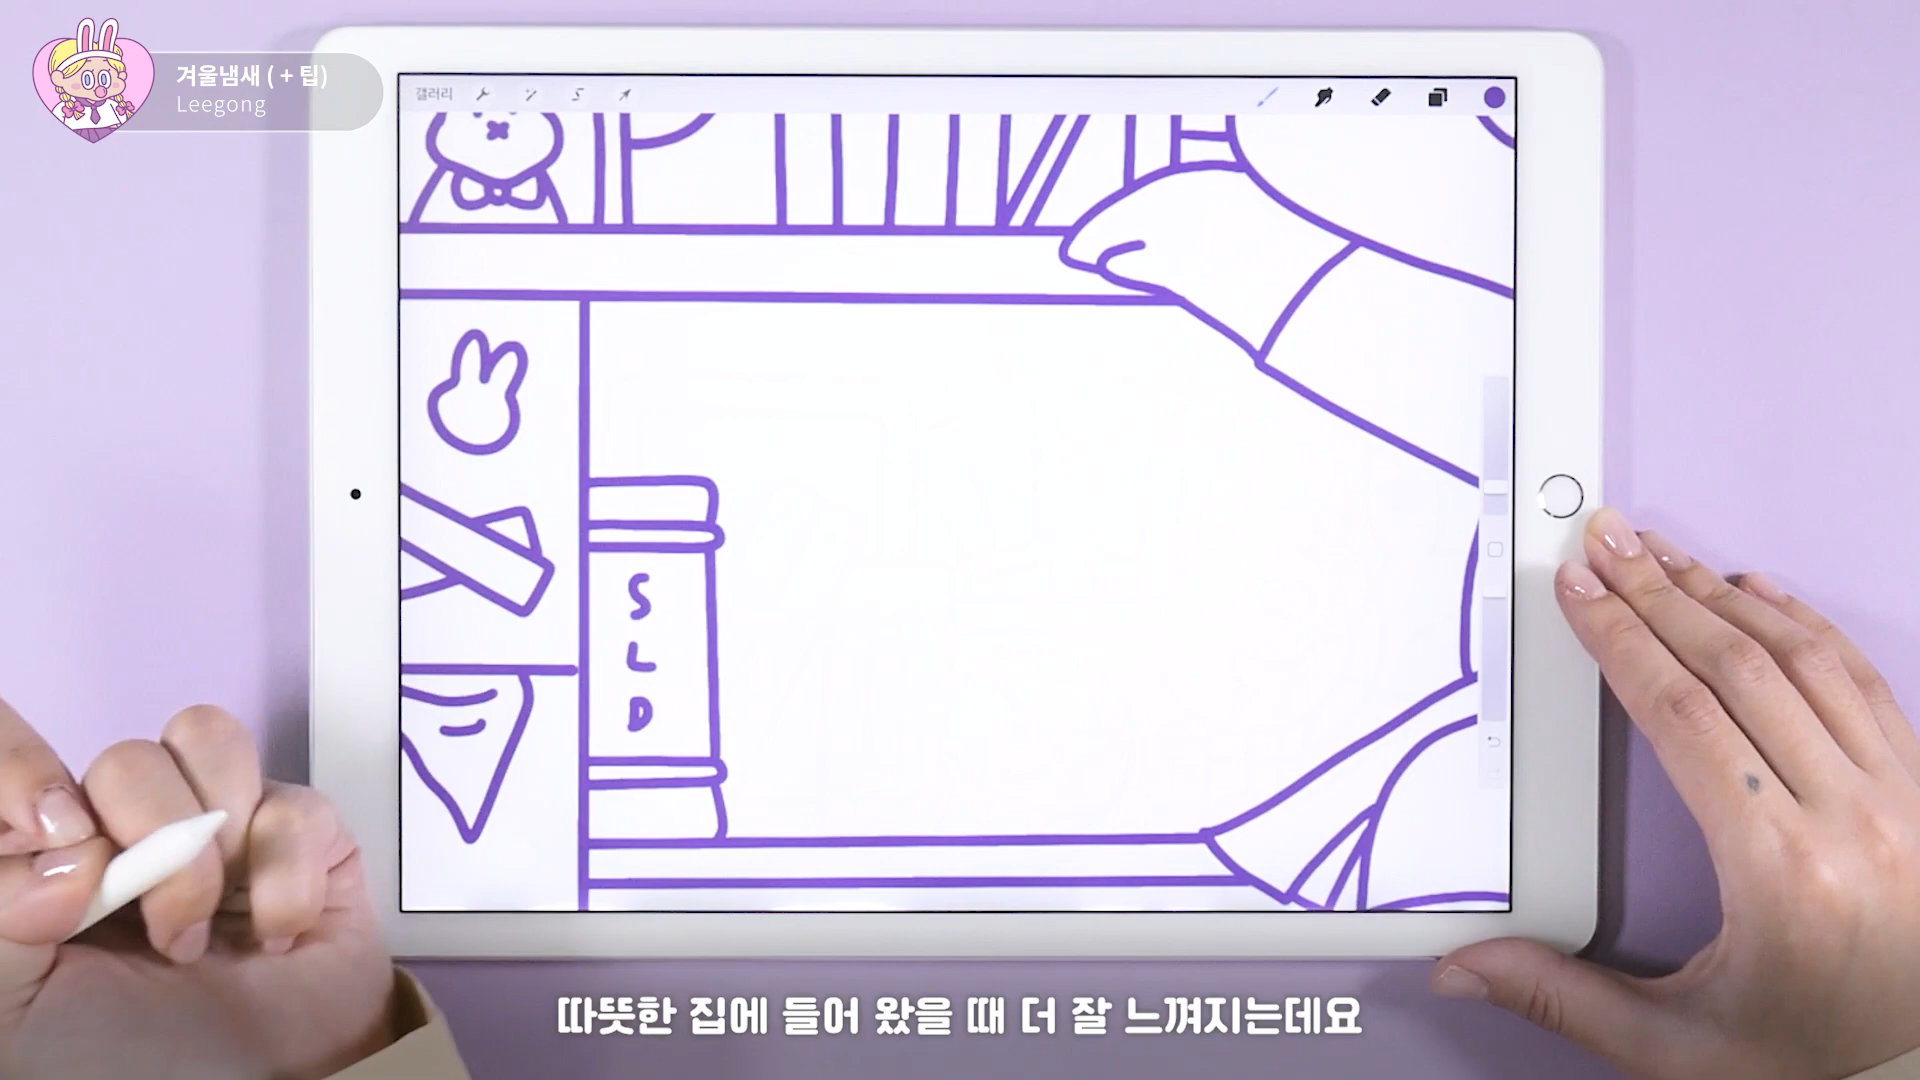 겨울냄새 ( + 팁)
Leegong
갤러리
S
L
D
따뜻한 집에 들어 왔을 때 더 잘 느껴지는데요